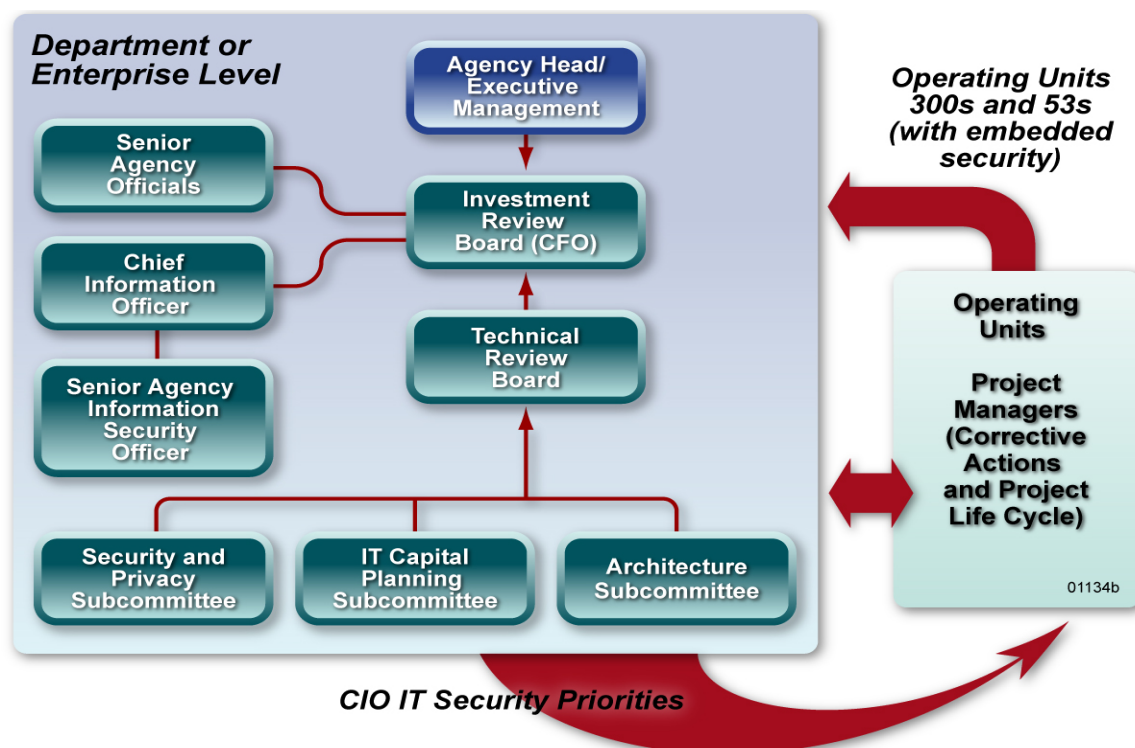 Department or
Enterprise Level
Agency Head/
Executive
Management
Senior
Agency
Officials
Investment
Review
Board (CFO)
Chief
Information
Officer
Technical
Review
Board
Senior Agency
Information
Security
Officer
Security and
Privacy
Subcommittee
IT Capital
Planning
Subcommittee
Architecture
Subcommittee
Operating Units
300s and 53s
(with embedded
security)
Operating
Units
Project
Managers
(Corrective
Actions
and Project
Life Cycle)
01134b
CIO IT Security Priorities